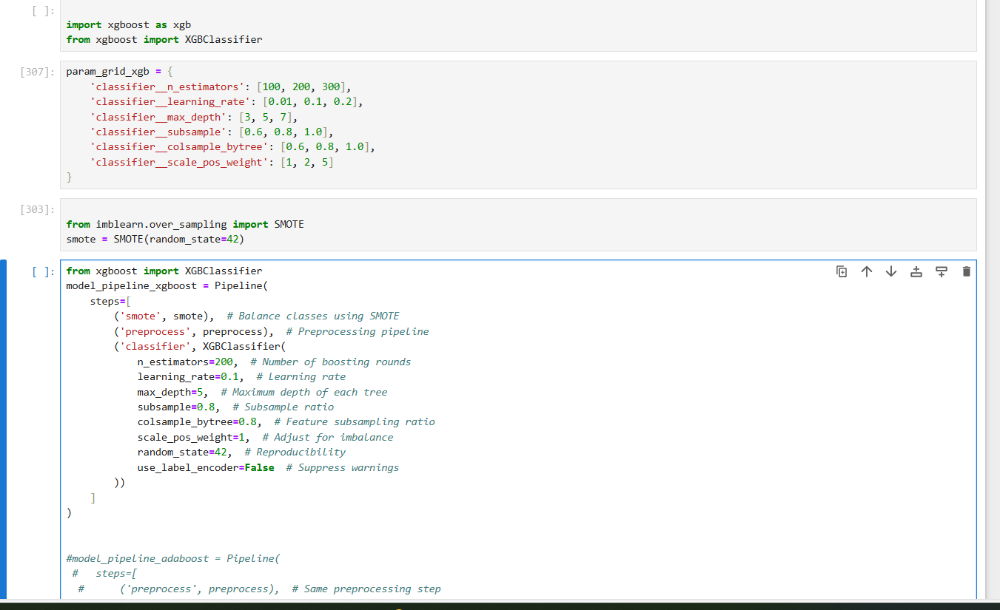 [ ]:
import xgboost as xgb
from xgboost import XGBClassifier
[307]:
param_grid_xgb = {
    'classifier__n_estimators': [100, 200, 300],
    'classifier__learning_rate': [0.01, 0.1, 0.2],
    'classifier__max_depth': [3, 5, 7],
    'classifier__subsample': [0.6, 0.8, 1.0],
    'classifier__colsample_bytree': [0.6, 0.8, 1.0],
    'classifier__scale_pos_weight': [1, 2, 5]
}
[303]:
from imblearn.over_sampling import SMOTE
smote = SMOTE(random_state=42)
[ ]:
from xgboost import XGBClassifier
model_pipeline_xgboost = Pipeline(
    steps=[
        ('smote', smote),  # Balance classes using SMOTE
        ('preprocess', preprocess),  # Preprocessing pipeline
        ('classifier', XGBClassifier(
            n_estimators=200,  # Number of boosting rounds
            learning_rate=0.1,  # Learning rate
            max_depth=5,  # Maximum depth of each tree
            subsample=0.8,  # Subsample ratio
            colsample_bytree=0.8,  # Feature subsampling ratio
            scale_pos_weight=1,  # Adjust for imbalance
            random_state=42,  # Reproducibility
            use_label_encoder=False  # Suppress warnings
        ))
    ]
)
#model_pipeline_adaboost = Pipeline(
 #   steps=[
  #      ('preprocess', preprocess),  # Same preprocessing step